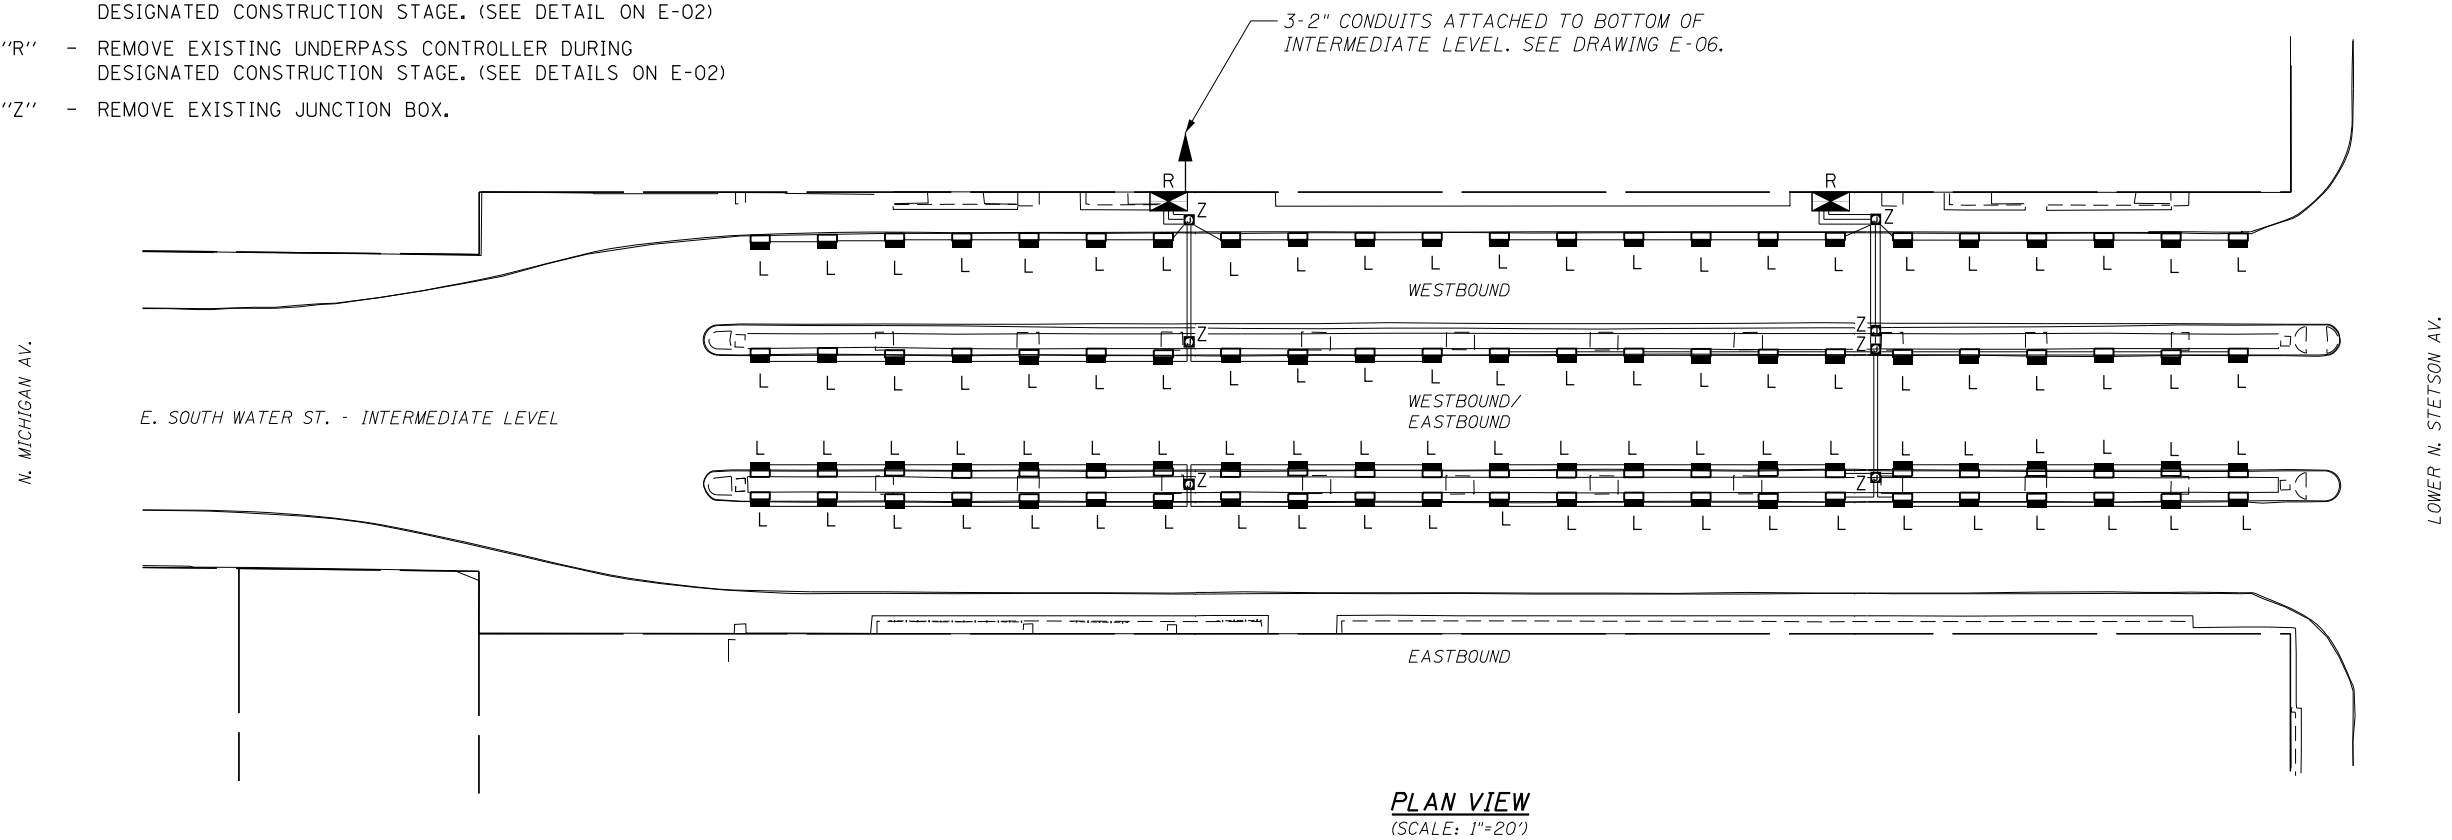 DESIGNATED CONSTRUCTION STAGE. (SEE DETAIL ON E-02)
"R" - REMOVE EXISTING UNDERPASS CONTROLLER DURING
DESIGNATED CONSTRUCTION STAGE. (SEE DETAILS ON E-02)
"Z" - REMOVE EXISTING JUNCTION BOX.
3-2" CONDUITS ATTACHED TO BOTTOM OF
INTERMEDIATE LEVEL. SEE DRAWING E-06.
R R
Z Z
L L L L L L L L L L L L L L L L L L L L L L L
WESTBOUND
Z Z
Z
L L L L L L L L L L L L L L L L L L L L L L L
N. MICHIGAN AV.
E. SOUTH WATER ST. - INTERMEDIATE LEVEL
WESTBOUND/
EASTBOUND
LOWER N. STETSON AV.
L L L L L L L L L L L L L L L L L L L L L L L
Z Z
L L L L L L L L L L L L L L L L L L L L L L L
EASTBOUND
PLAN VIEW
(SCALE: 1"=20')